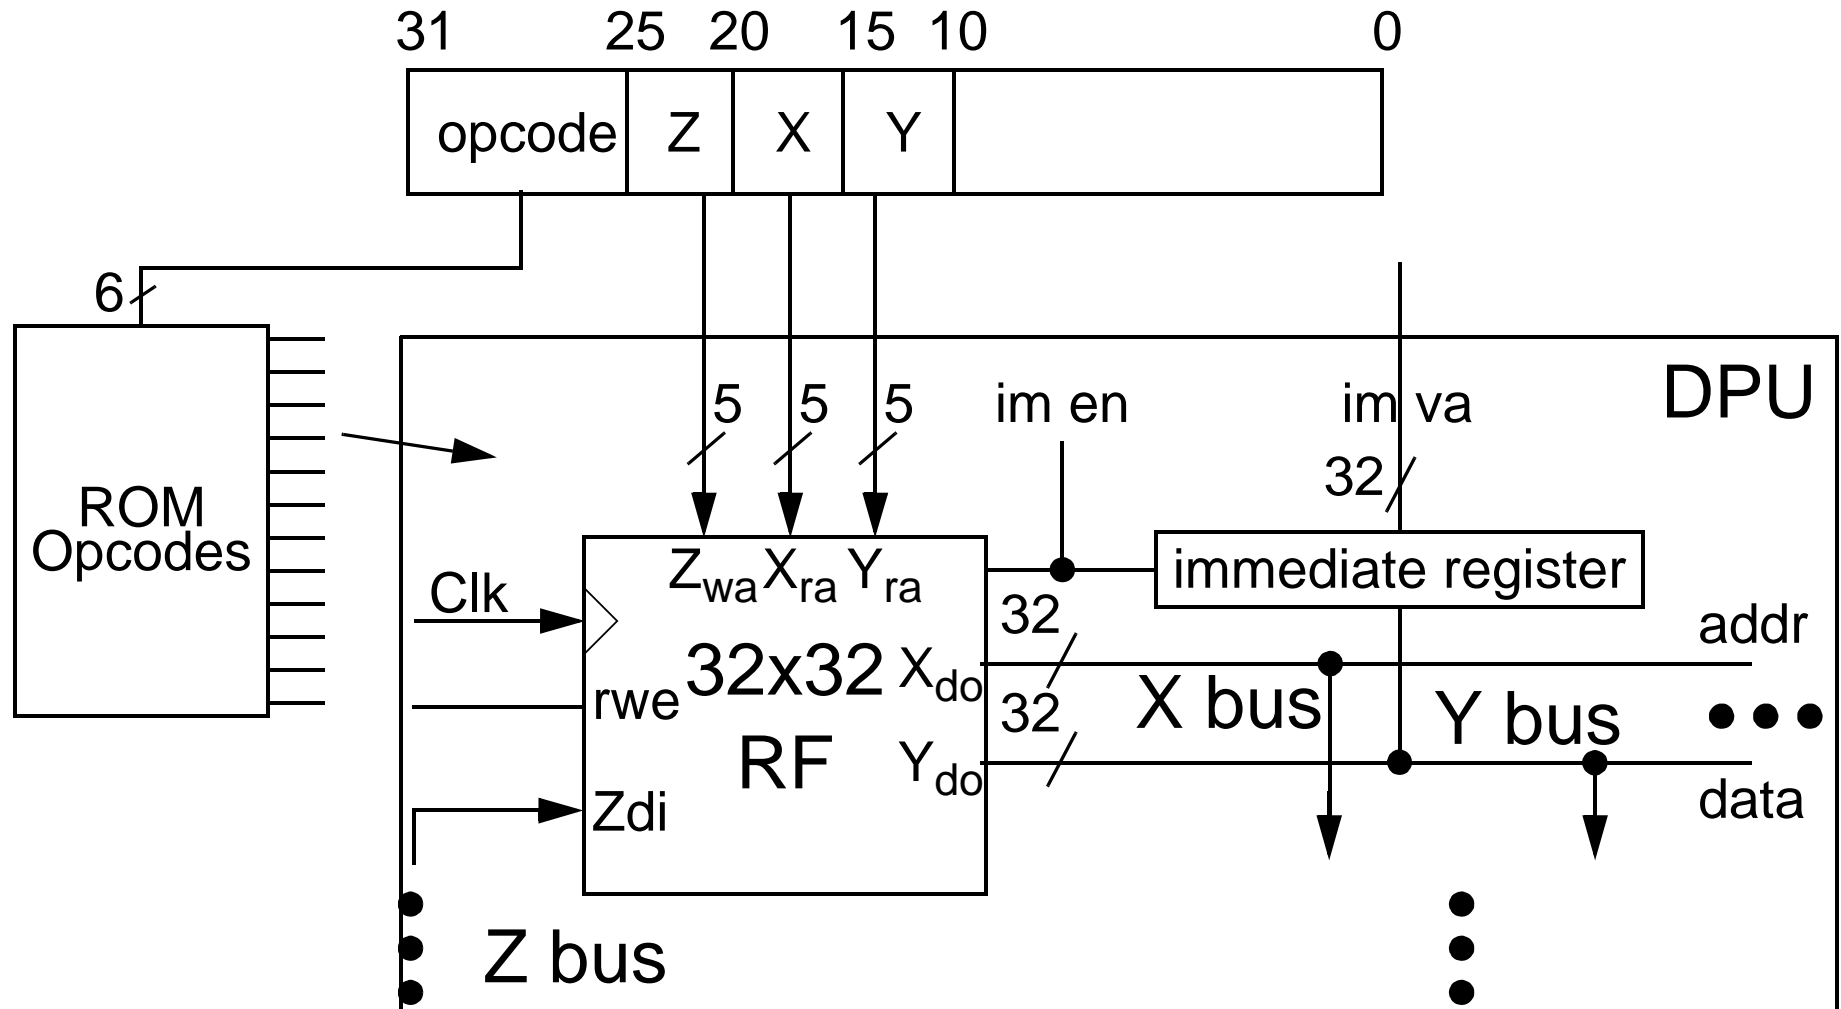 31 25 20 15 10 0
opcode Z X Y
6
5 5 5 im en im va DPU
32
ROM
Opcodes
Zwa Xra Yra immediate register
Clk 32 addr
32x32 Xdo
rwe 32 X bus Y bus
RF Ydo
Zdi data
Z bus